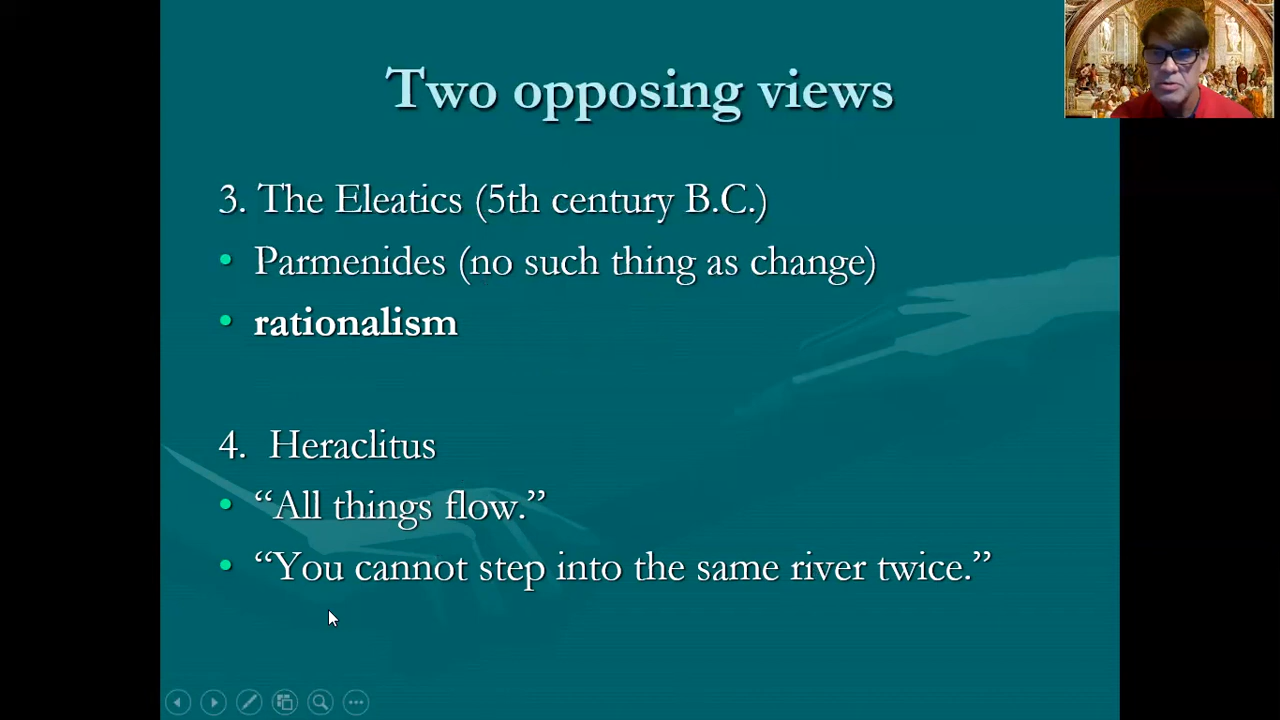 Two opposing views
3. The Eleatics (5th century B.C.)
• Parmenides (no such thing as change)
• rationalism
4. Heraclitus
• “All things flow.”
• “You cannot step into the same river twice.”